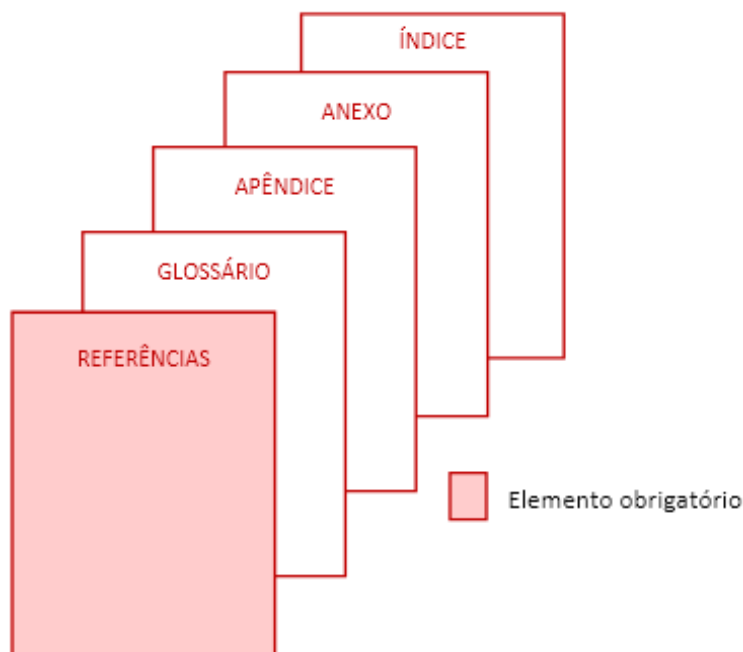 ÍNDICE
ANEXO
APÊNDICE
GLOSSÁRIO
REFERÊNCIAS
Elemento obrigatório